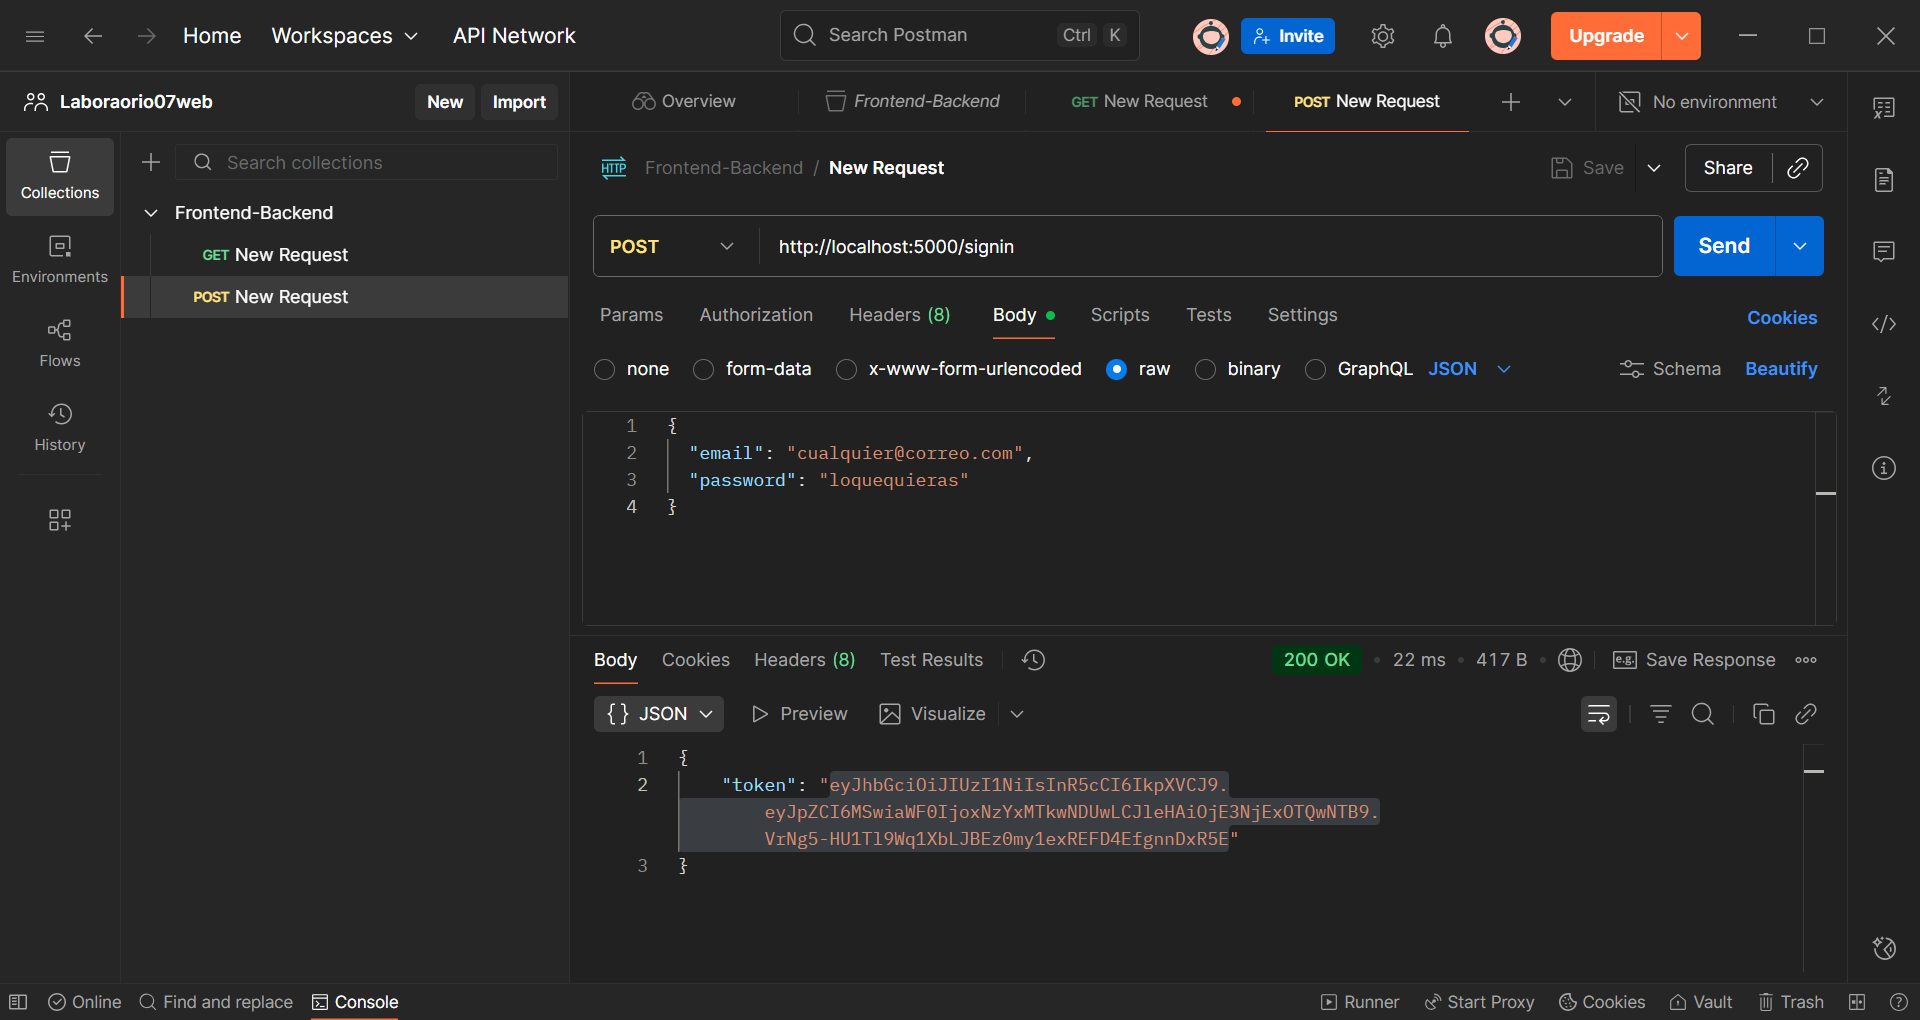 Home
Workspaces
API Network
Search Postman
Ctrl K
Invite
Upgrade
Laboraorio07web
New
Import
Overview
Frontend-Backend
GET New Request
POST New Request
No environment
Collections
Environments
Flows
History
Search collections
Frontend-Backend
GET New Request
POST New Request
HTTP
Frontend-Backend / New Request
Save
Share
POST
http://localhost:5000/signin
Send
Params
Authorization
Headers (8)
Body
Scripts
Tests
Settings
Cookies
none
form-data
x-www-form-urlencoded
raw
binary
GraphQL
JSON
Schema
Beautify
1 {
2 "email": "cualquier@correo.com",
3 "password": "loquequieras"
4 }
Body
Cookies
Headers (8)
Test Results
200 OK
22 ms
417 B
e.g.
Save Response
{} JSON
Preview
Visualize
1 {
2 "token": "eyJhbGciOiJIUzI1NiIsInR5cCI6IkpXVCJ9.
eyJpZCI6MSwiaWF0IjoxNzYxMTkwNDUwLCJleHAiOjE3NjExOTQwNTB9.
VrNg5-HU1Tl9Wq1XbLJBEz0my1exREFD4EfgnnDxR5E"
3 }
Online
Find and replace
Console
Runner
Start Proxy
Cookies
Vault
Trash